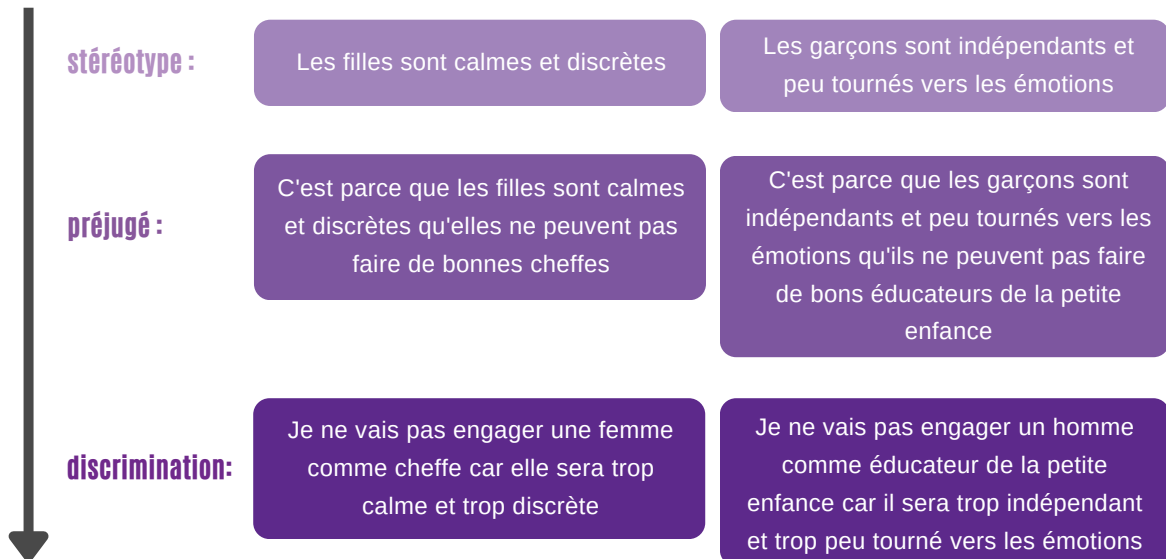 stéréotype :
Les filles sont calmes et discrètes
Les garçons sont indépendants et
peu tournés vers les émotions
préjugé :
C'est parce que les filles sont calmes
et discrètes qu'elles ne peuvent pas
faire de bonnes cheffes
C'est parce que les garçons sont
indépendants et peu tournés vers les
émotions qu'ils ne peuvent pas faire
de bons éducateurs de la petite
enfance
discrimination:
Je ne vais pas engager une femme
comme cheffe car elle sera trop
calme et trop discrète
Je ne vais pas engager un homme
comme éducateur de la petite
enfance car il sera trop indépendant
et trop peu tourné vers les émotions